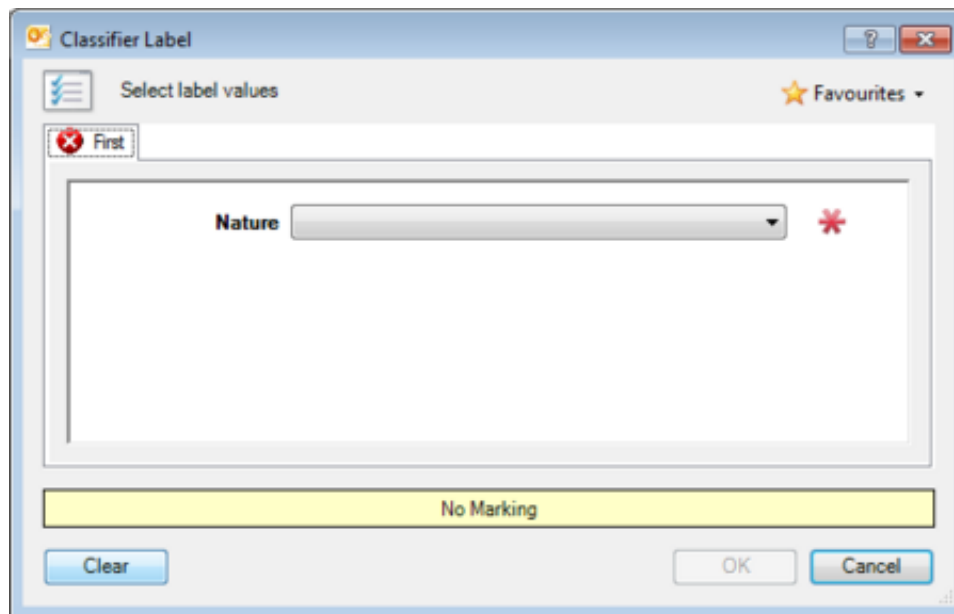 Classifier Label
Select label values
Favourites
First
Nature
No Marking
Clear
OK
Cancel